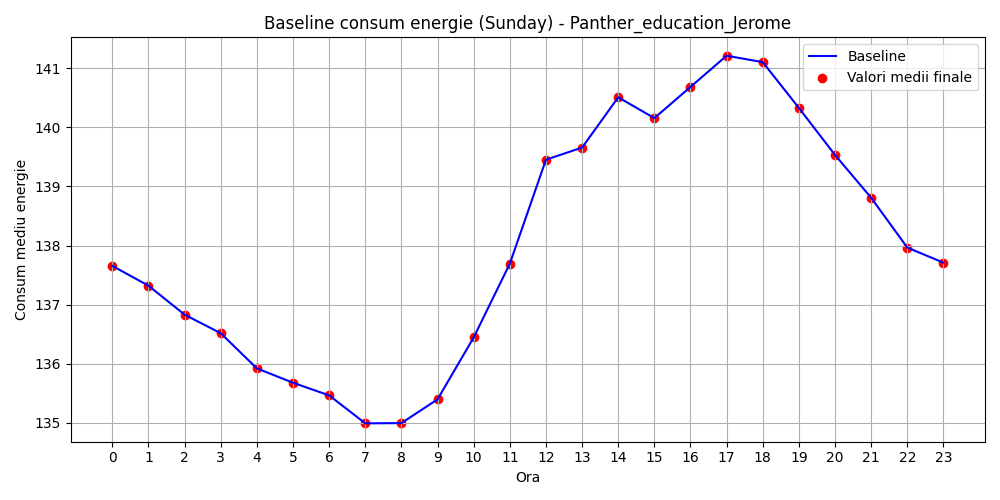 Baseline consum energie (Sunday) - Panther_education_Jerome
Baseline
Valori medii finale
Consum mediu energie
141
140
139
138
137
136
135
0 1 2 3 4 5 6 7 8 9 10 11 12 13 14 15 16 17 18 19 20 21 22 23
Ora